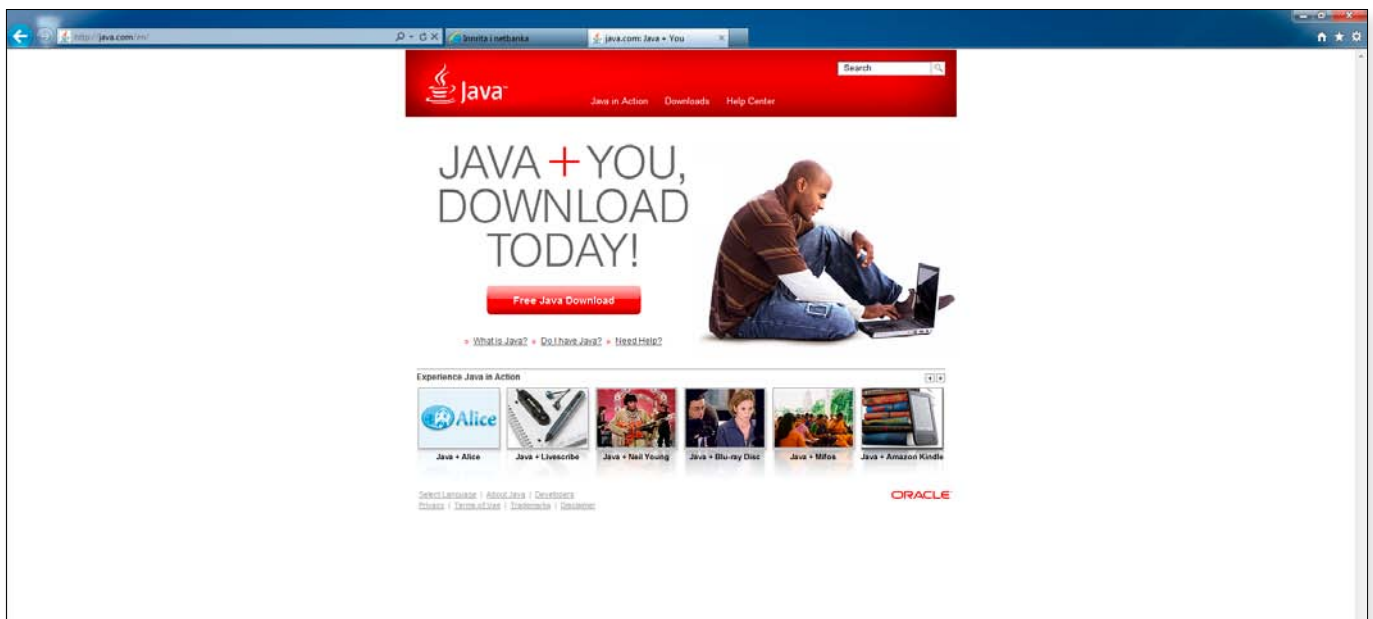 http://java.com/en/
Innrita i netbanka
java.com: Java + You
Java™
Search
Java in Action Downloads Help Center
JAVA + YOU,
DOWNLOAD
TODAY!
Free Java Download
» What is Java? » Do I have Java? » Need Help?
Experience Java in Action
Alice
Java + Alice
Java + Livescribe
Java + Neil Young
Java + Blu-ray Disc
Java + Mifos
Java + Amazon Kindle
Select Language | About Java | Developers
Privacy | Terms of Use | Trademarks | Disclaimer
ORACLE